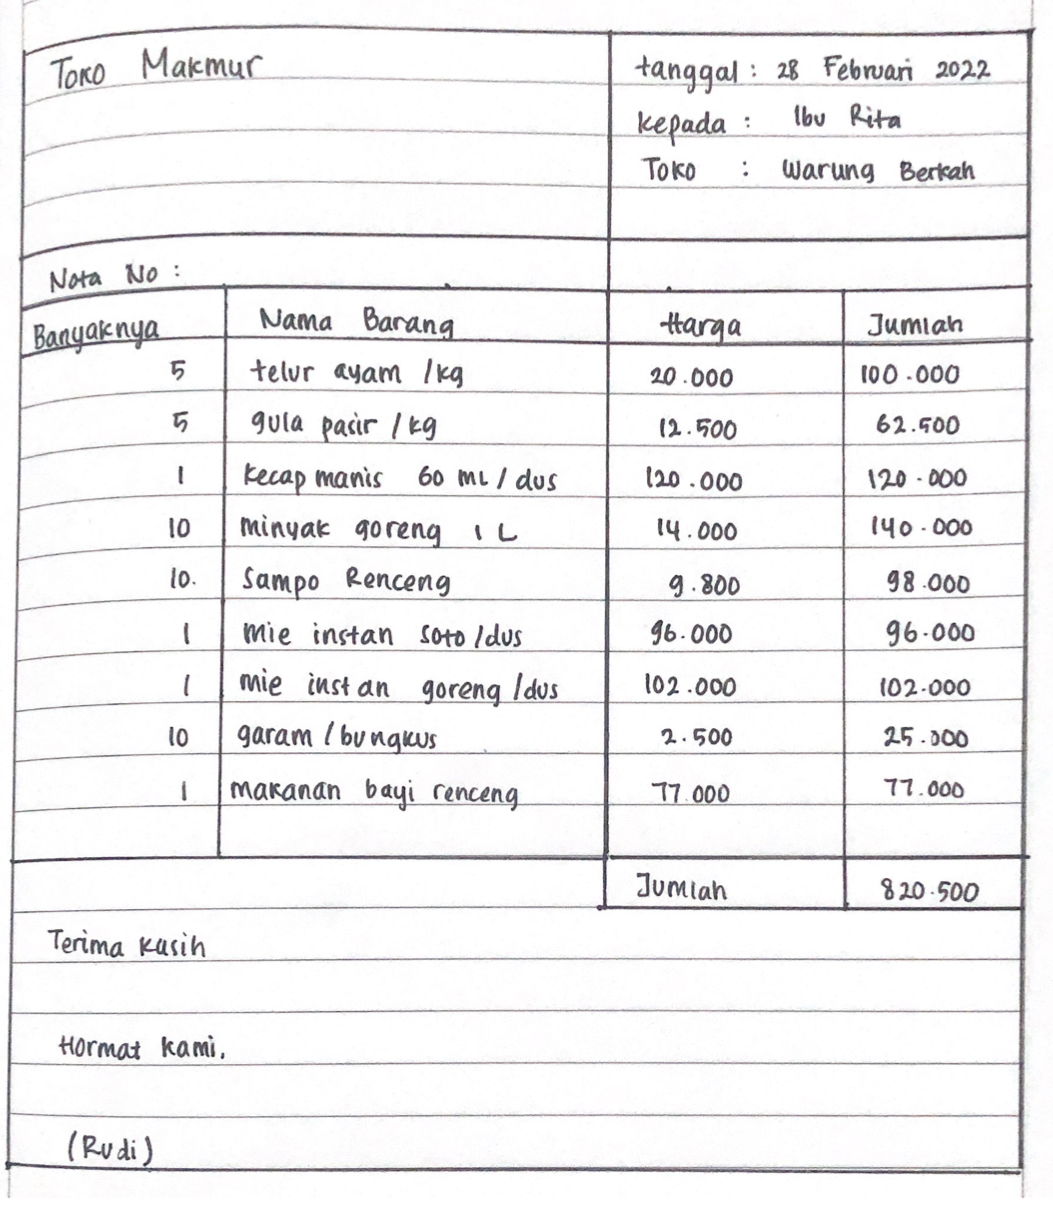 Toko Makmur
tanggal : 28 Februari 2022
kepada : Ibu Rita
Toko : Warung Berkah
Nota No :
Banyaknya Nama Barang Harga Jumlah
5 telur ayam /kg 20.000 100.000
5 gula pasir /kg 12.500 62.500
1 kecap manis 60 mL / dus 120.000 120.000
10 minyak goreng 1 L 14.000 140.000
10. Sampo Renceng 9.800 98.000
1 mie instan soto /dus 96.000 96.000
1 mie instan goreng /dus 102.000 102.000
10 garam / bungkus 2.500 25.000
1 makanan bayi renceng 77.000 77.000
Jumlah 820.500
Terima kasih
Hormat kami,
(Rudi)